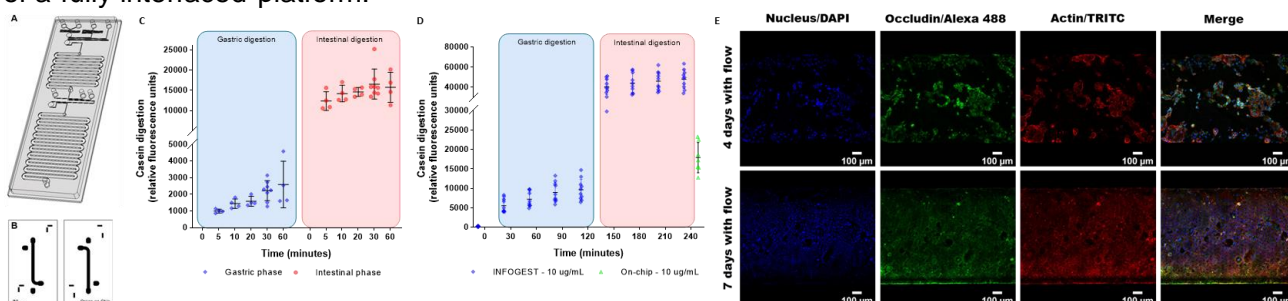 of a fully interfaced platform.
A
B
C
Gastric digestion
Intestinal digestion
Casein digestion
(relative fluorescence units)
25000
20000
15000
10000
5000
4000
3000
2000
1000
0 5 10 20 30 60 0 5 10 20 30 60
Time (minutes)
Gastric phase Intestinal phase
D
Gastric digestion
Intestinal digestion
Casein digestion
(relative fluorescence units)
80000
60000
40000
30000
25000
20000
15000
10000
5000
0
0 30 60 90 120 150 180 210 240
Time (minutes)
INFOGEST - 10 ug/mL On-chip - 10 ug/mL
E
Nucleus/DAPI Occludin/Alexa 488 Actin/TRITC Merge
4 days with flow
100 µm 100 µm 100 µm 100 µm
7 days with flow
100 µm 100 µm 100 µm 100 µm